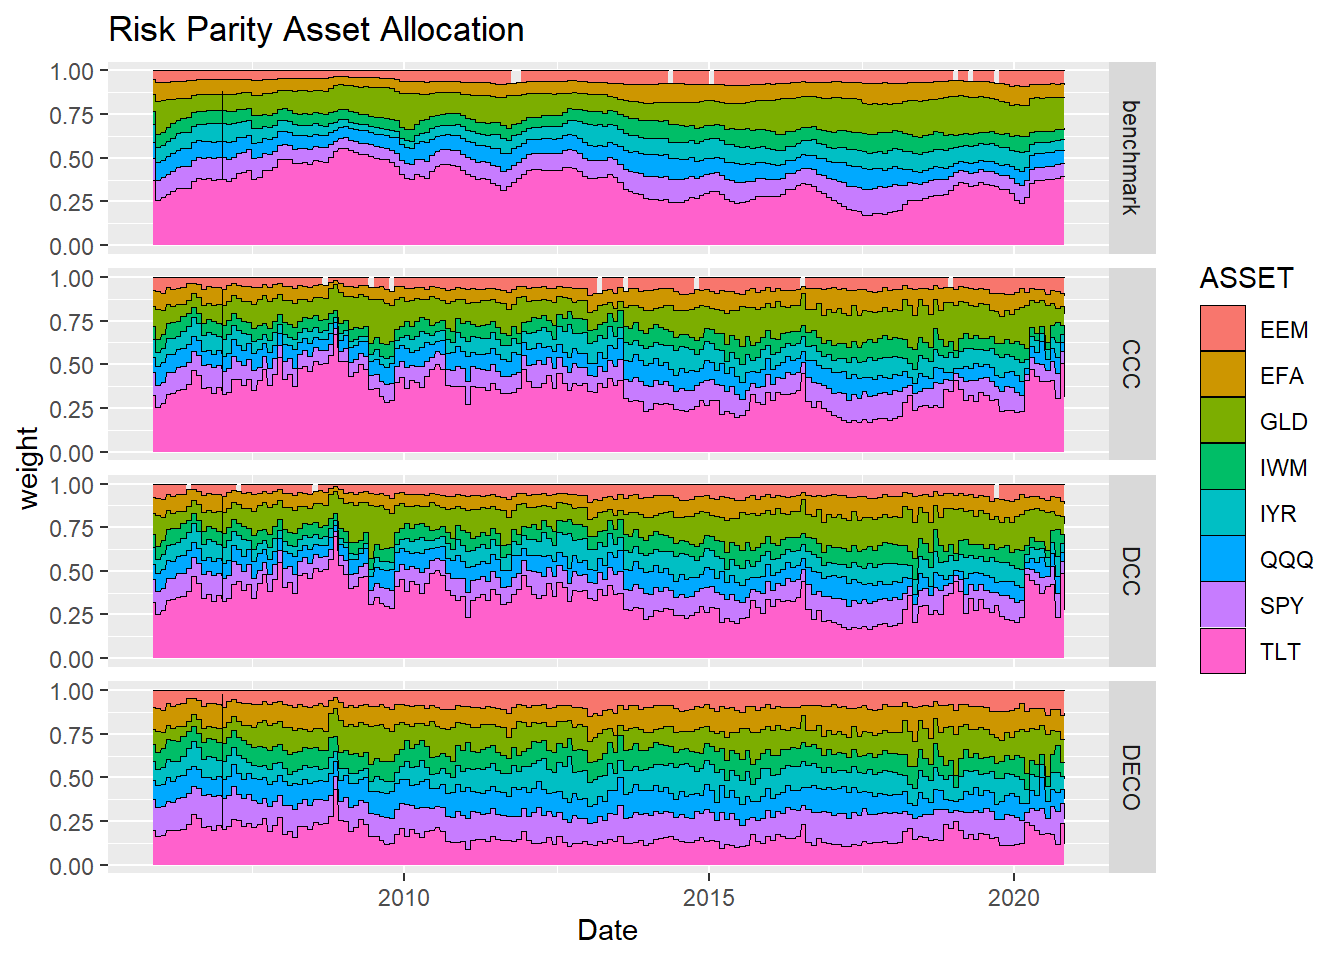 Risk Parity Asset Allocation
1.00
0.75
0.50
0.25
0.00
benchmark
1.00
0.75
0.50
0.25
0.00
CCC
1.00
0.75
0.50
0.25
0.00
DCC
1.00
0.75
0.50
0.25
0.00
DECO
weight
2010
2015
2020
Date
ASSET
EEM
EFA
GLD
IWM
IYR
QQQ
SPY
TLT